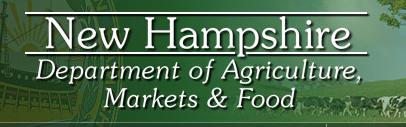 New Hampshire
Department of Agriculture,
Markets & Food